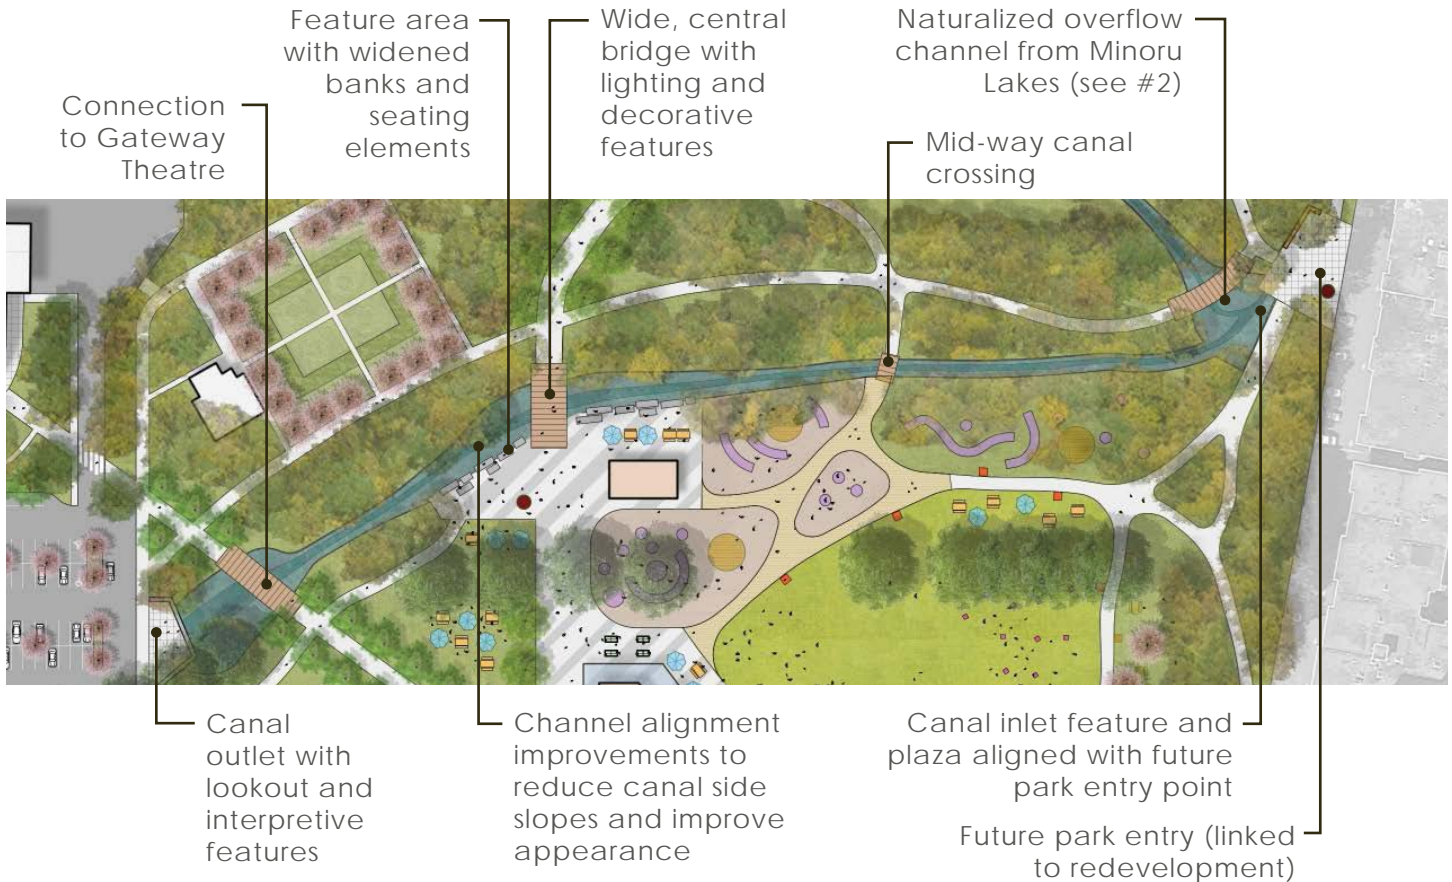 Feature area
with widened
banks and
seating
elements
Wide, central
bridge with
lighting and
decorative
features
Naturalized overflow
channel from Minoru
Lakes (see #2)
Connection
to Gateway
Theatre
Mid-way canal
crossing
Canal
outlet with
lookout and
interpretive
features
Channel alignment
improvements to
reduce canal side
slopes and improve
appearance
Canal inlet feature and
plaza aligned with future
park entry point
Future park entry (linked
to redevelopment)